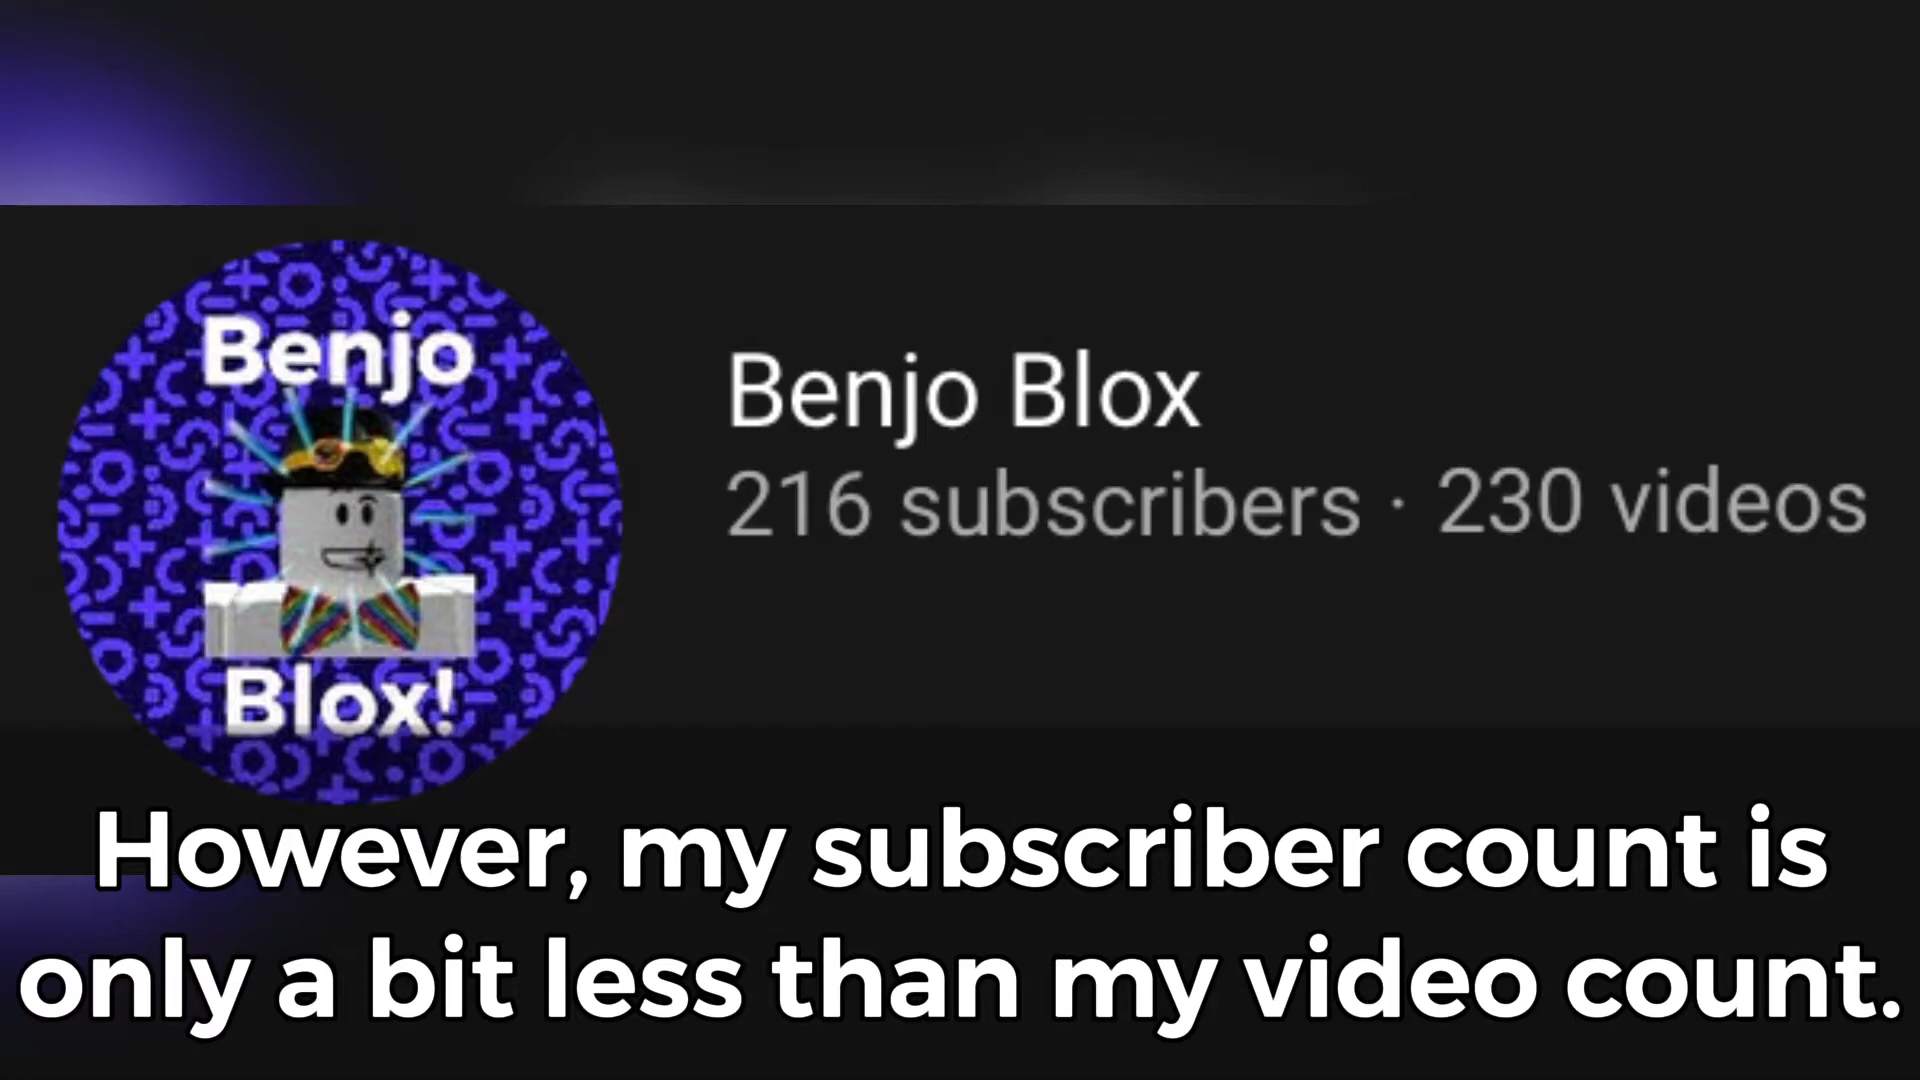 Benjo
Blox!
Benjo Blox
216 subscribers · 230 videos
However, my subscriber count is
only a bit less than my video count.